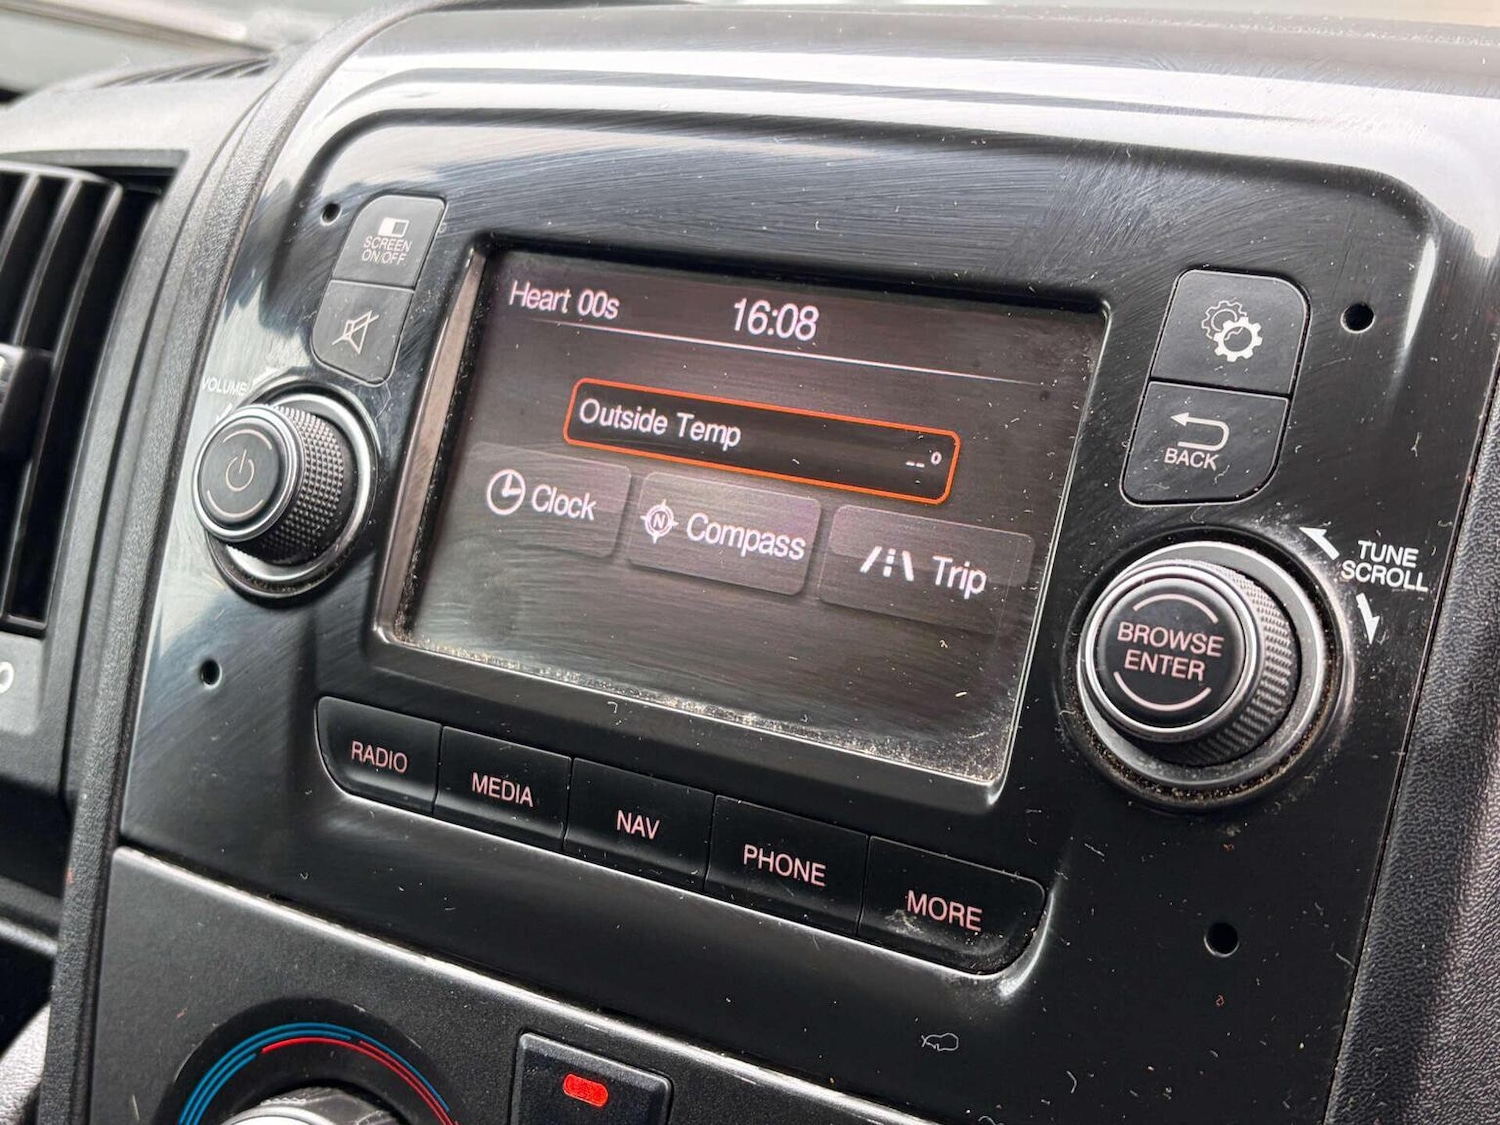 SCREEN
ON/OFF
VOLUME
Heart 00s
16:08
Outside Temp
--°
Clock
N
Compass
Trip
BACK
TUNE
SCROLL
BROWSE
ENTER
RADIO
MEDIA
NAV
PHONE
MORE
0